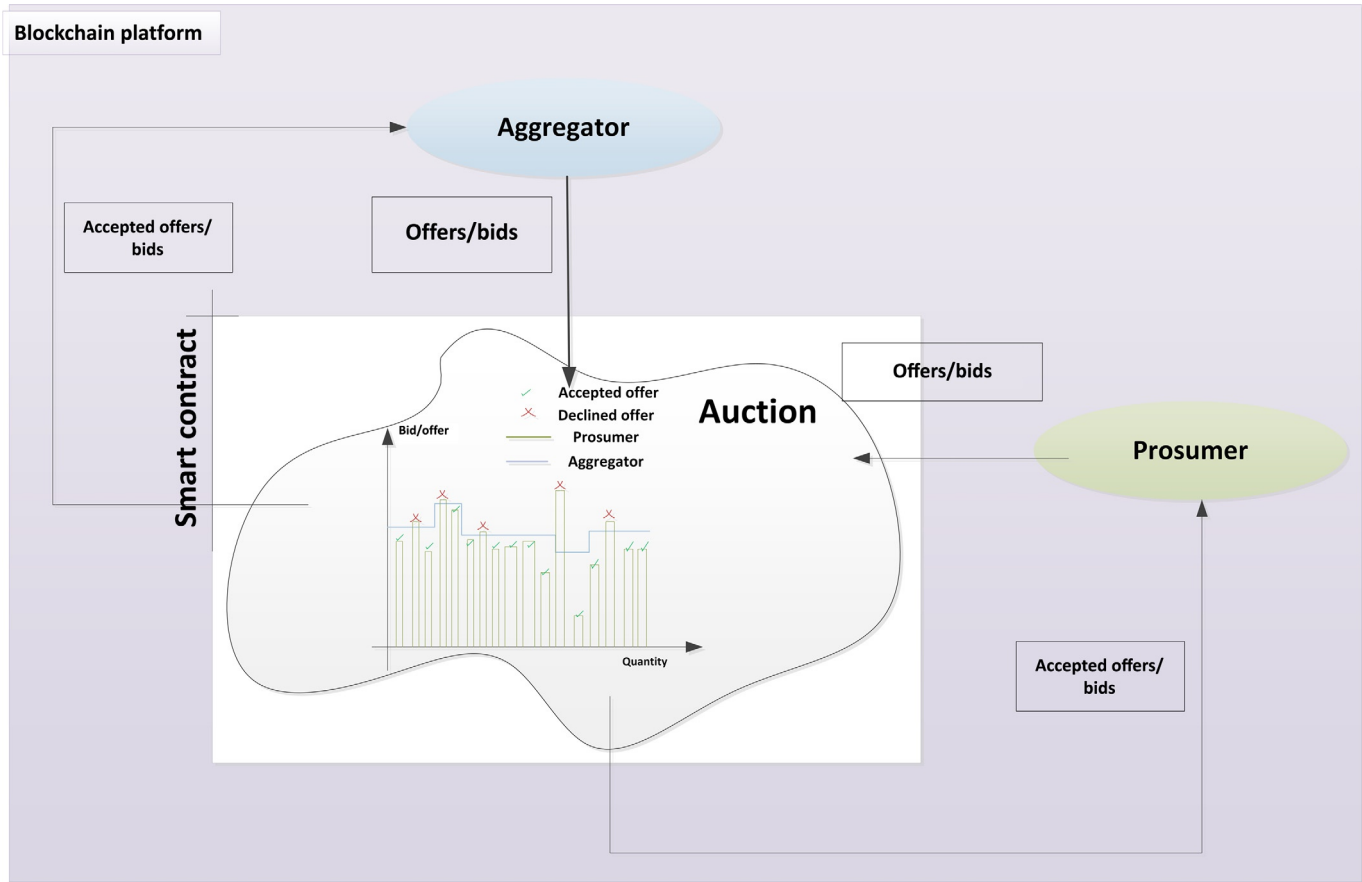 Blockchain platform
Aggregator
Accepted offers/
bids
Offers/bids
Smart contract
Offers/bids
Accepted offer
Declined offer
Auction
Bid/offer
Prosumer
Aggregator
Prosumer
Quantity
Accepted offers/
bids